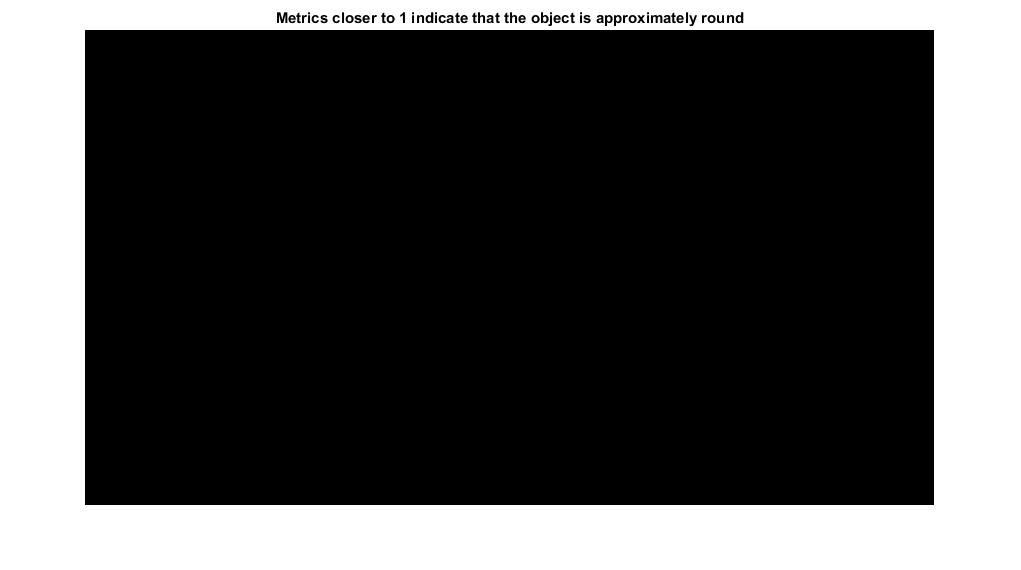 Metrics closer to 1 indicate that the object is approximately round